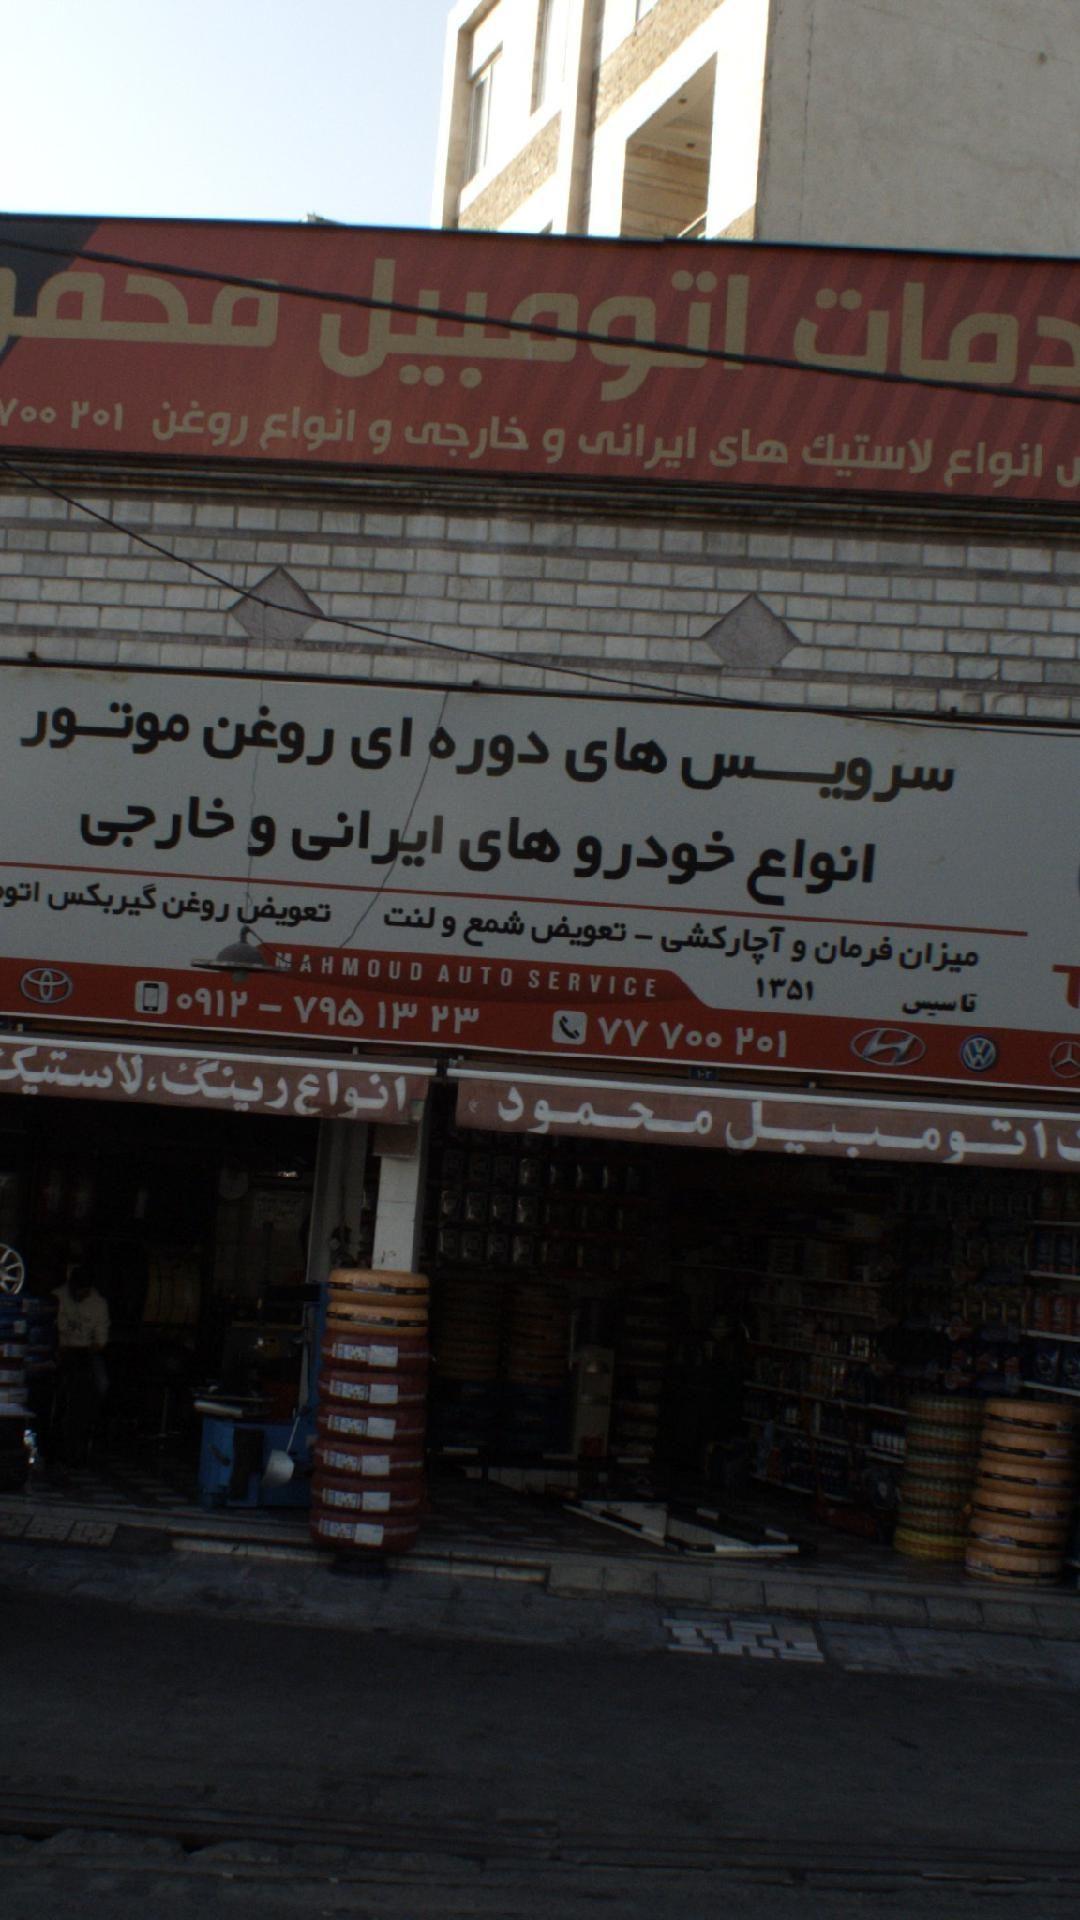 دمات اتومبیل محمو
انواع لاستیک های ایرانی و خارجی و انواع روغن ۷۰۰ ۲۰۱
سرویس های دوره ای روغن موتور
انواع خودرو های ایرانی و خارجی
میزان فرمان و آچارکشی - تعویض شمع و لنت تعویض روغن گیربکس اتوم
تاسیس ۱۳۵۱
MAHMOUD AUTO SERVICE
۰۹۱۲ - ۷۹۵ ۱۳ ۲۳
۷۷ ۷۰۰ ۲۰۱
ت اتومبیل محمود
انواع رینگ، لاستیک